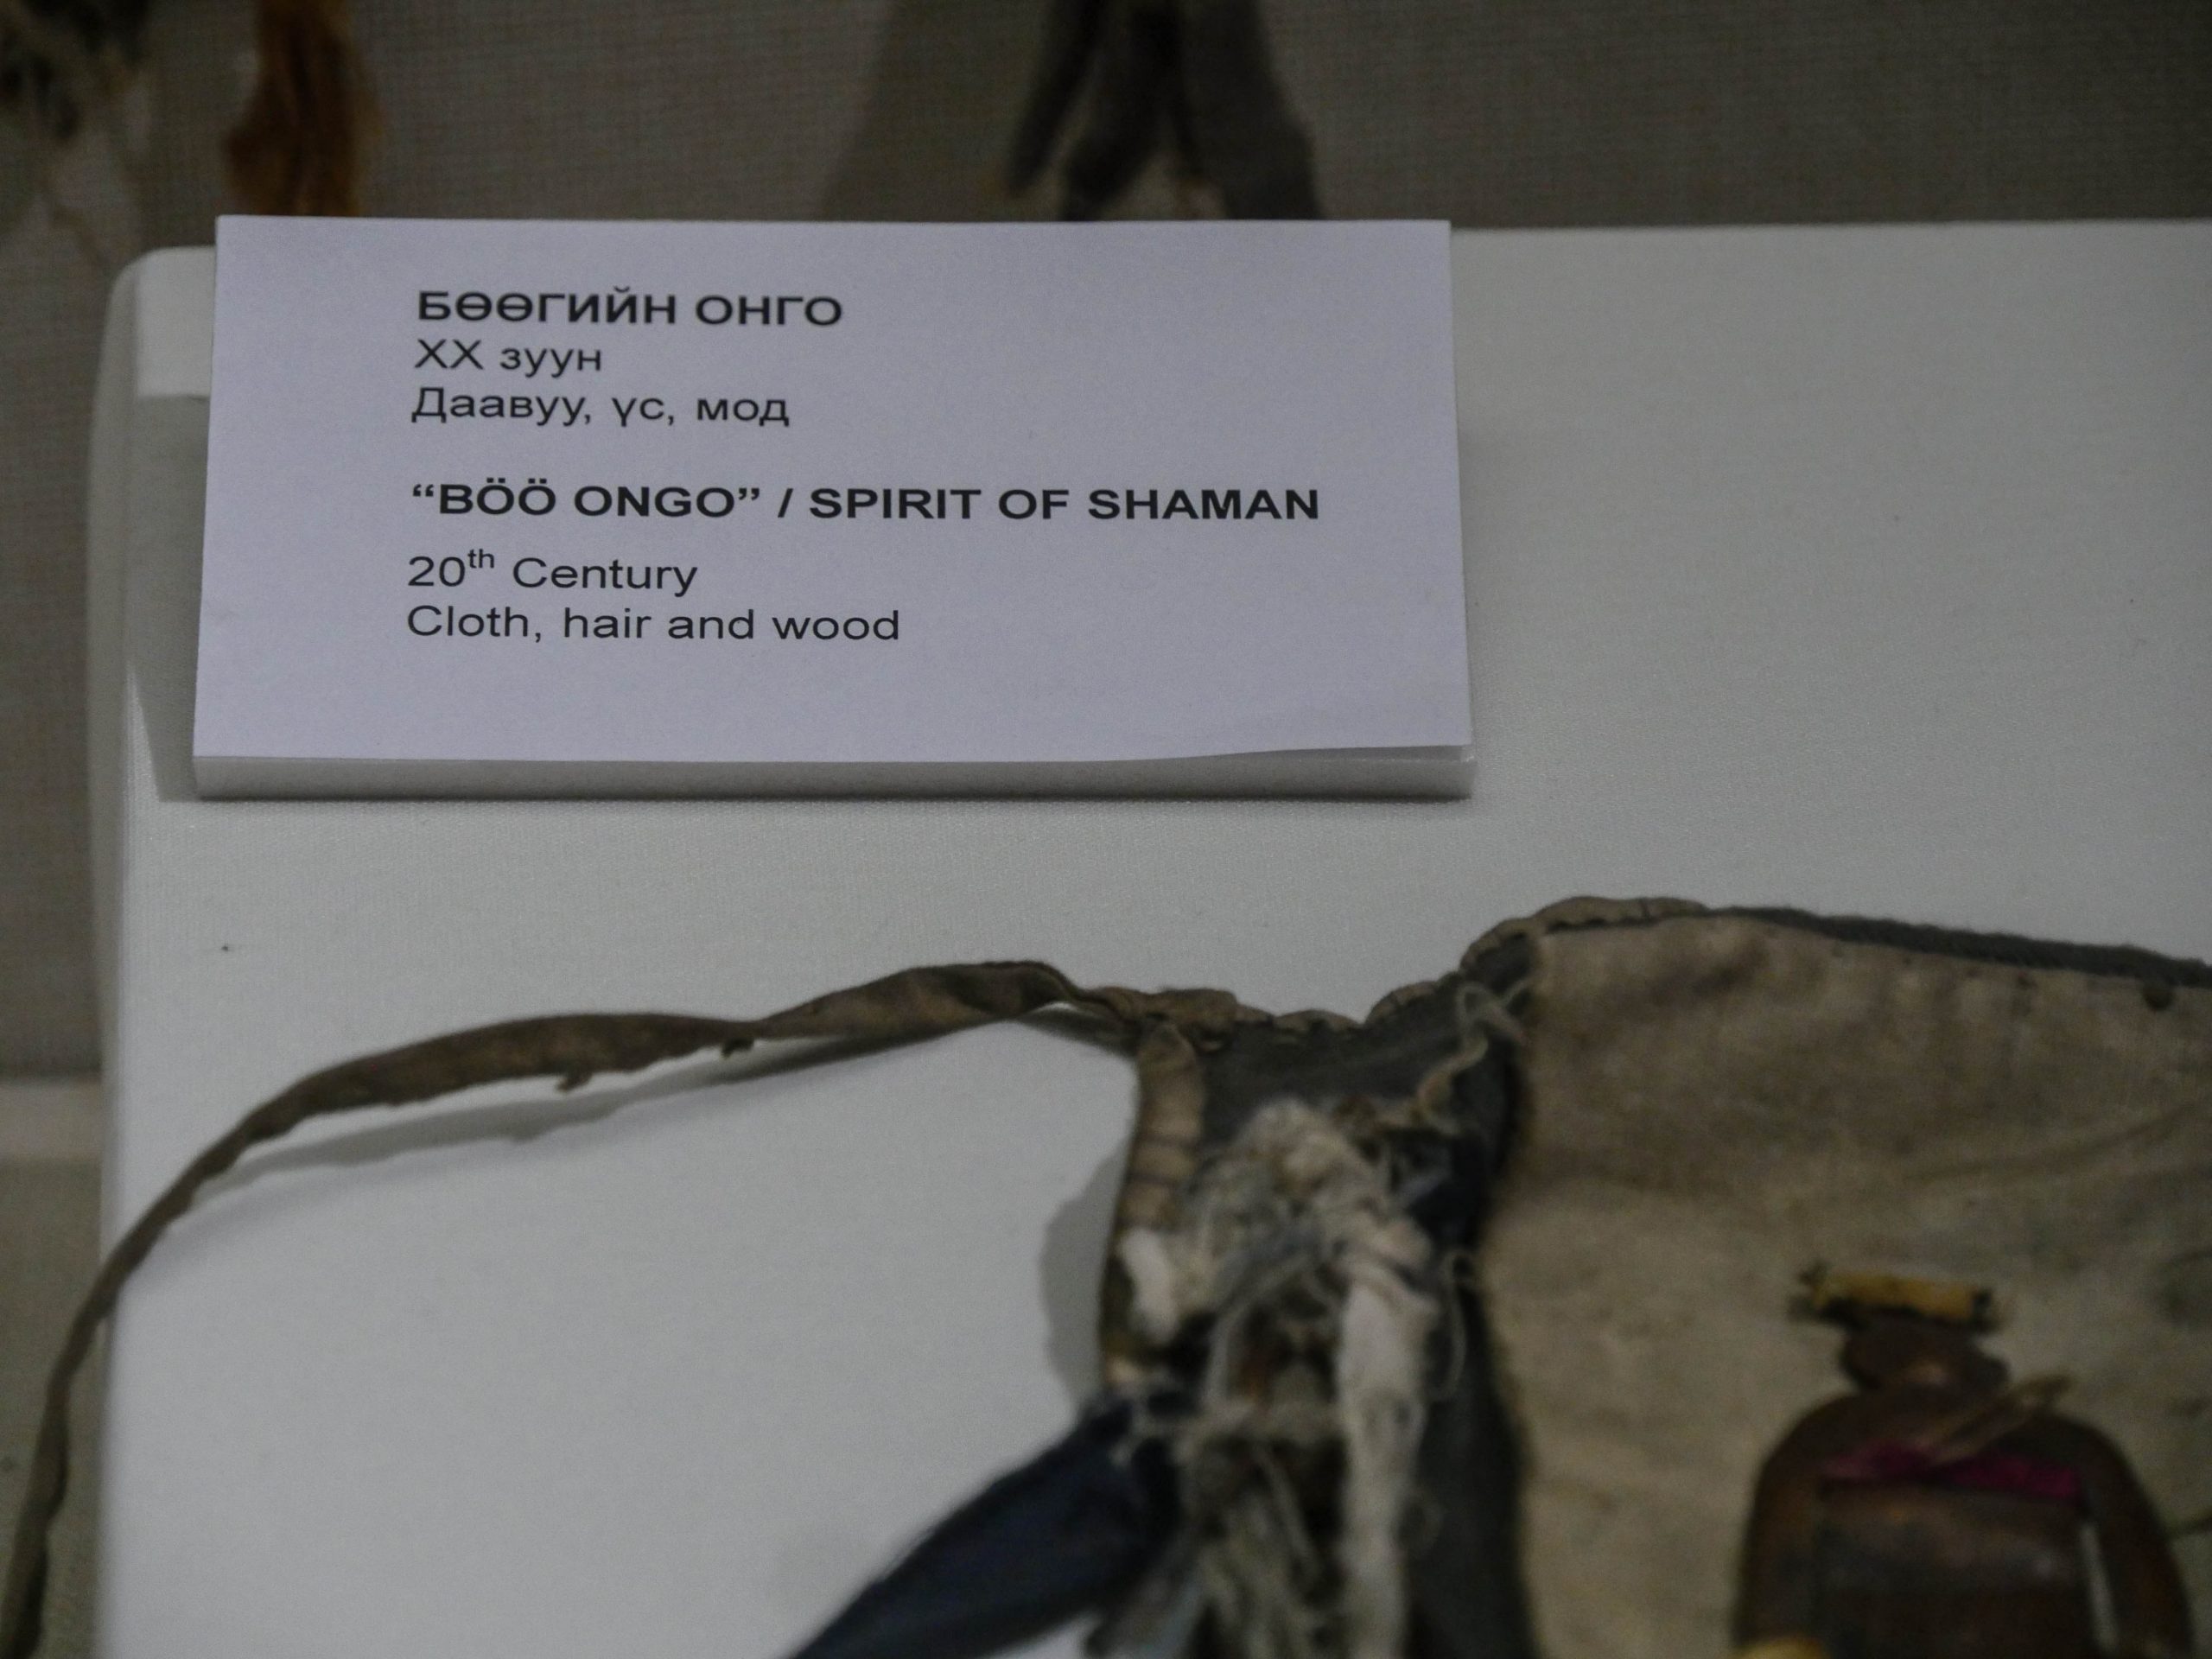 БӨӨГИЙН ОНГО
XX зуун
Даавуу, үс, мод
“BÖÖ ONGO” / SPIRIT OF SHAMAN
20th Century
Cloth, hair and wood